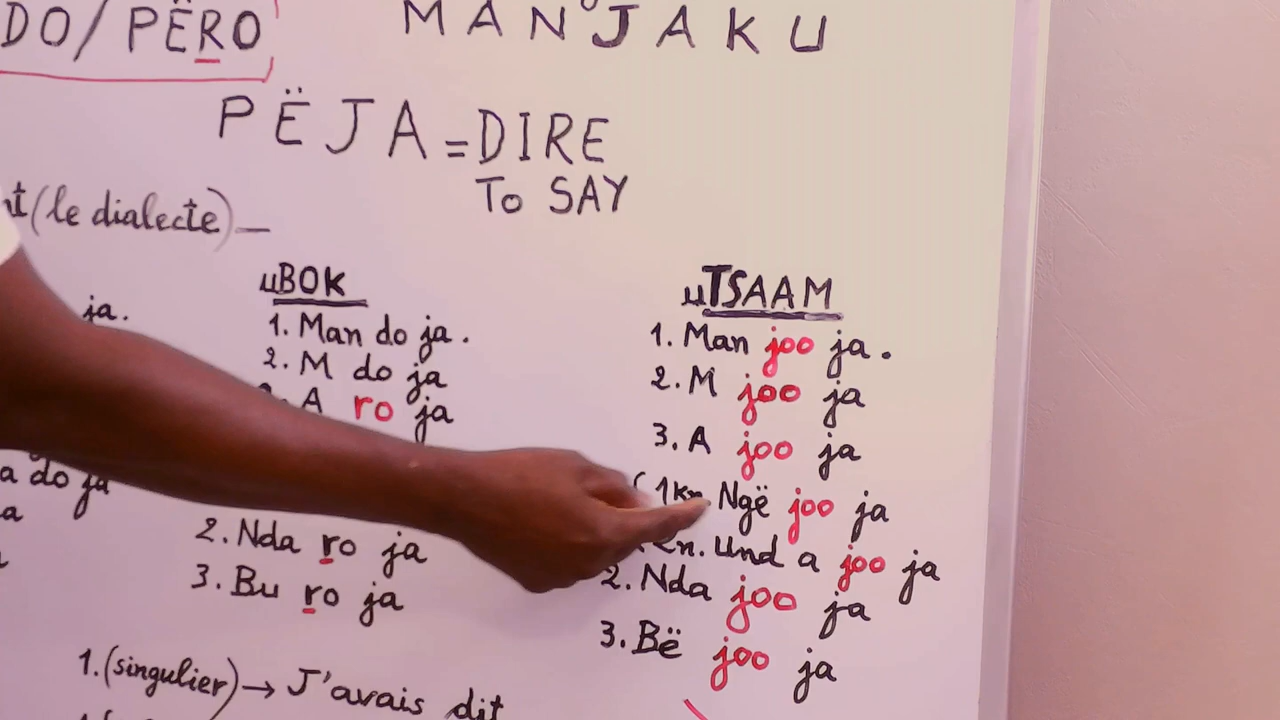 DO/PËRO
MAN̊JAKU
PËJA = DIRE
TO SAY
(le dialecte) —
ja.
a do ja
a
uBOK
1. Man do ja.
2. M do ja
A ro ja
2. Nda ro ja
3. Bu ro ja
uTSAAM
1. Man joo ja.
2. M joo ja
3. A joo ja
Ngë joo ja
und a joo ja
2. Nda joo ja
3. Bë joo ja
1. (singulier) → J'avais dit